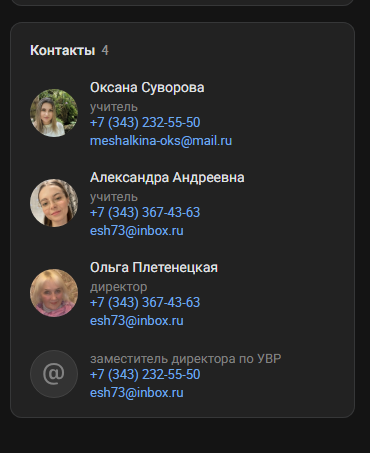 Контакты 4
Оксана Суворова
учитель
+7 (343) 232-55-50
meshalkina-oks@mail.ru
Александра Андреевна
учитель
+7 (343) 367-43-63
esh73@inbox.ru
Ольга Плетенецкая
директор
+7 (343) 367-43-63
esh73@inbox.ru
@
заместитель директора по УВР
+7 (343) 232-55-50
esh73@inbox.ru